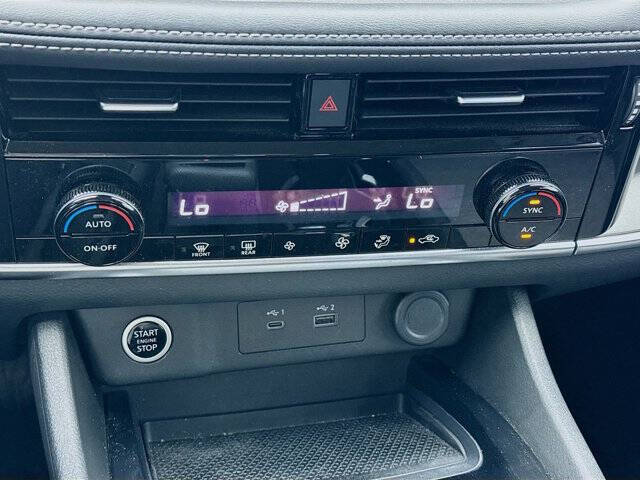 Lo
SYNC
Lo
AUTO
ON·OFF
SYNC
A/C
FRONT
REAR
1
2
START
ENGINE
STOP